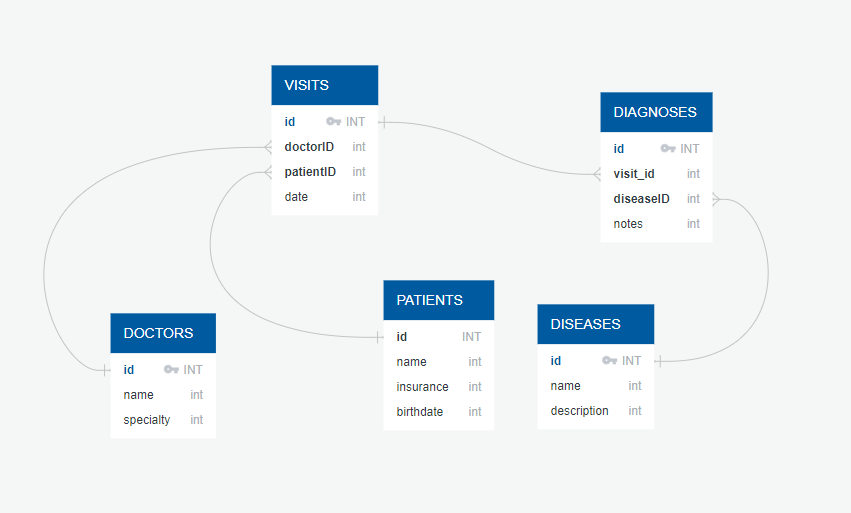 VISITS
id INT
doctorID int
patientID int
date int
DIAGNOSES
id INT
visit_id int
diseaseID int
notes int
PATIENTS
id INT
name int
insurance int
birthdate int
DISEASES
id INT
name int
description int
DOCTORS
id INT
name int
specialty int